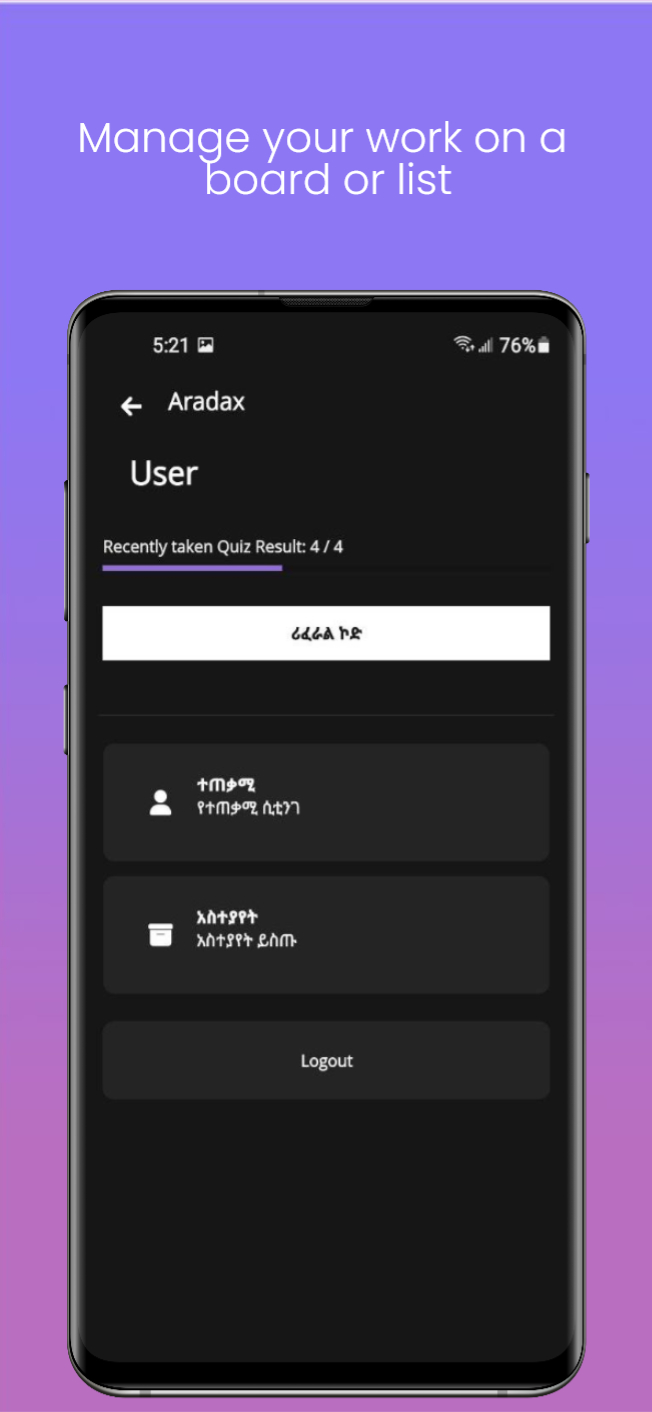 Manage your work on a
board or list
5:21
76%
Aradax
User
Recently taken Quiz Result: 4 / 4
ሪፈራል ኮድ
ተጠቃሚ
የተጠቃሚ ሲቲንገ
አስተያየት
አስተያየት ይስጡ
Logout